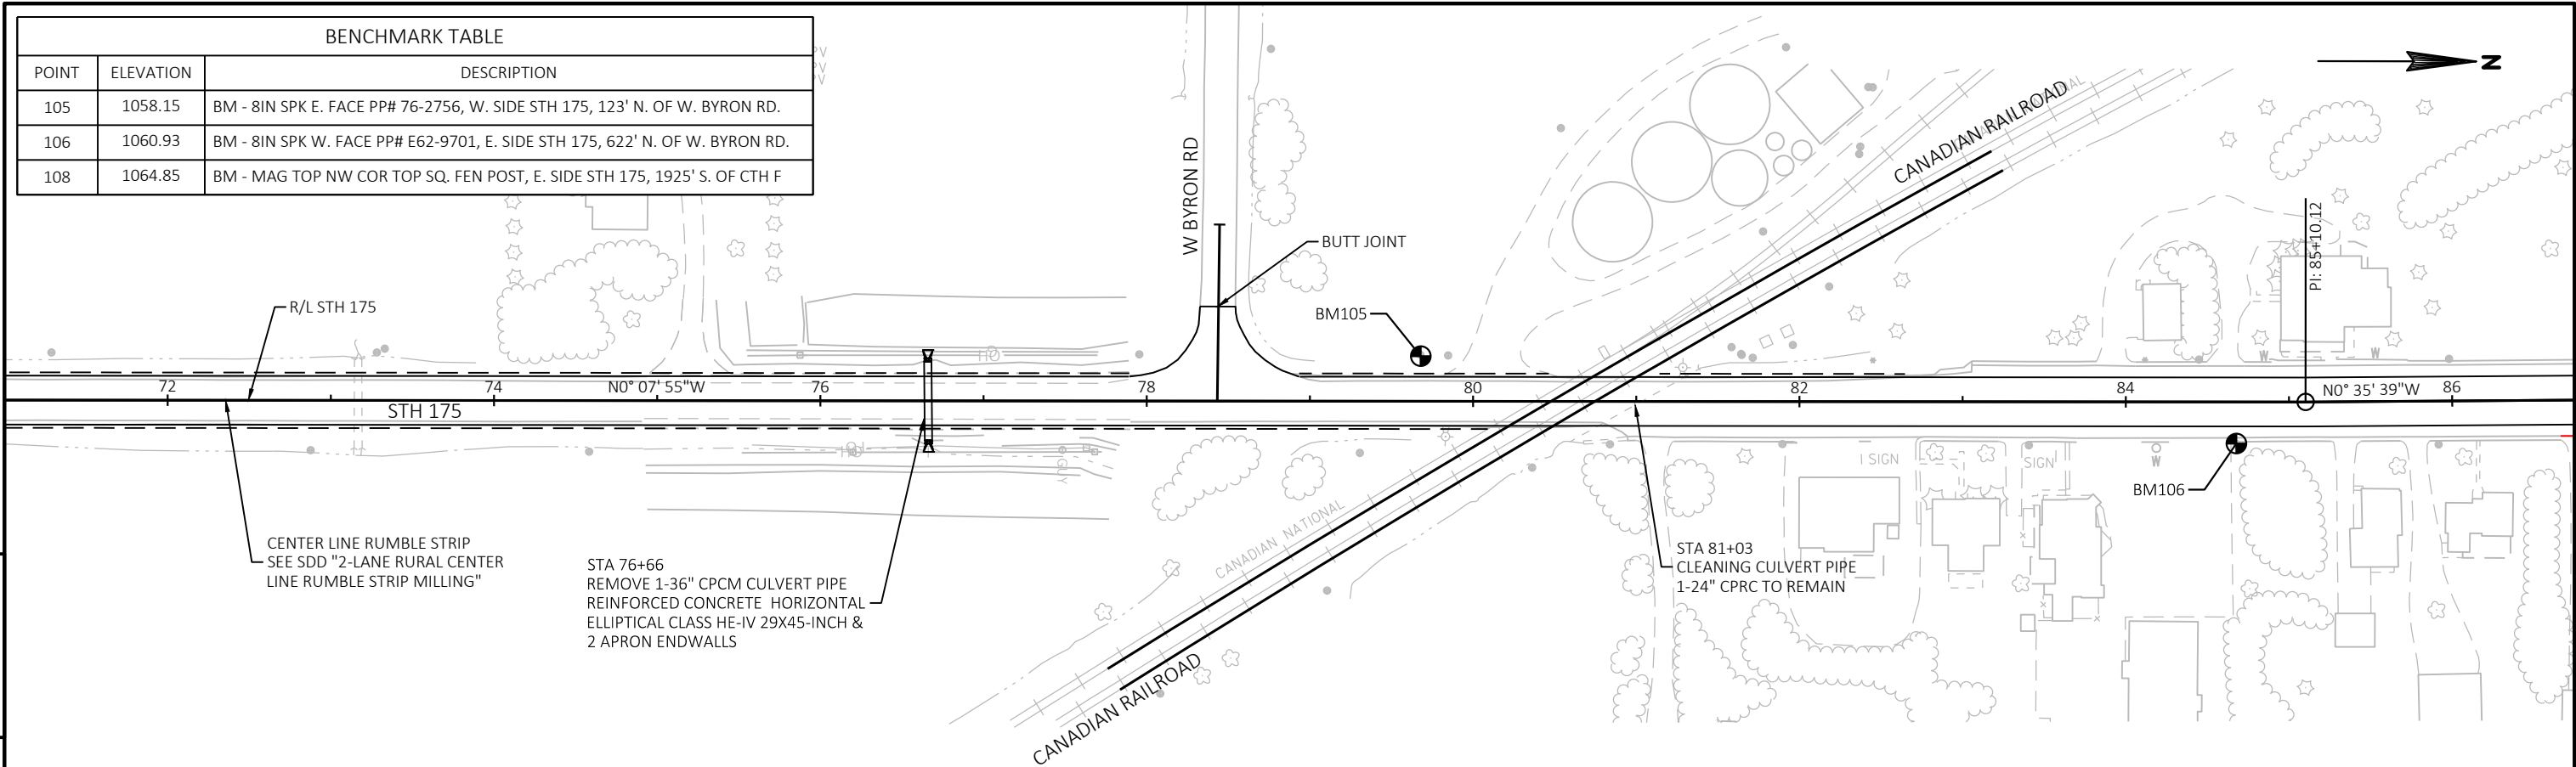 BENCHMARK TABLE
POINT ELEVATION DESCRIPTION
105 1058.15 BM - 8IN SPK E. FACE PP# 76-2756, W. SIDE STH 175, 123' N. OF W. BYRON RD.
106 1060.93 BM - 8IN SPK W. FACE PP# E62-9701, E. SIDE STH 175, 622' N. OF W. BYRON RD.
108 1064.85 BM - MAG TOP NW COR TOP SQ. FEN POST, E. SIDE STH 175, 1925' S. OF CTH F
N
W BYRON RD
CANADIAN RAILROAD
BUTT JOINT
PI: 85+10.12
R/L STH 175
BM105
72 74 N0° 07' 55"W 76 78 80 82 84 N0° 35' 39"W 86
STH 175
W
W
HO
GUY
SIGN
SIGN
W
BM106
CANADIAN NATIONAL
CENTER LINE RUMBLE STRIP
SEE SDD "2-LANE RURAL CENTER
LINE RUMBLE STRIP MILLING"
STA 76+66
REMOVE 1-36" CPCM CULVERT PIPE
REINFORCED CONCRETE HORIZONTAL
ELLIPTICAL CLASS HE-IV 29X45-INCH &
2 APRON ENDWALLS
STA 81+03
CLEANING CULVERT PIPE
1-24" CPRC TO REMAIN
CANADIAN RAILROAD